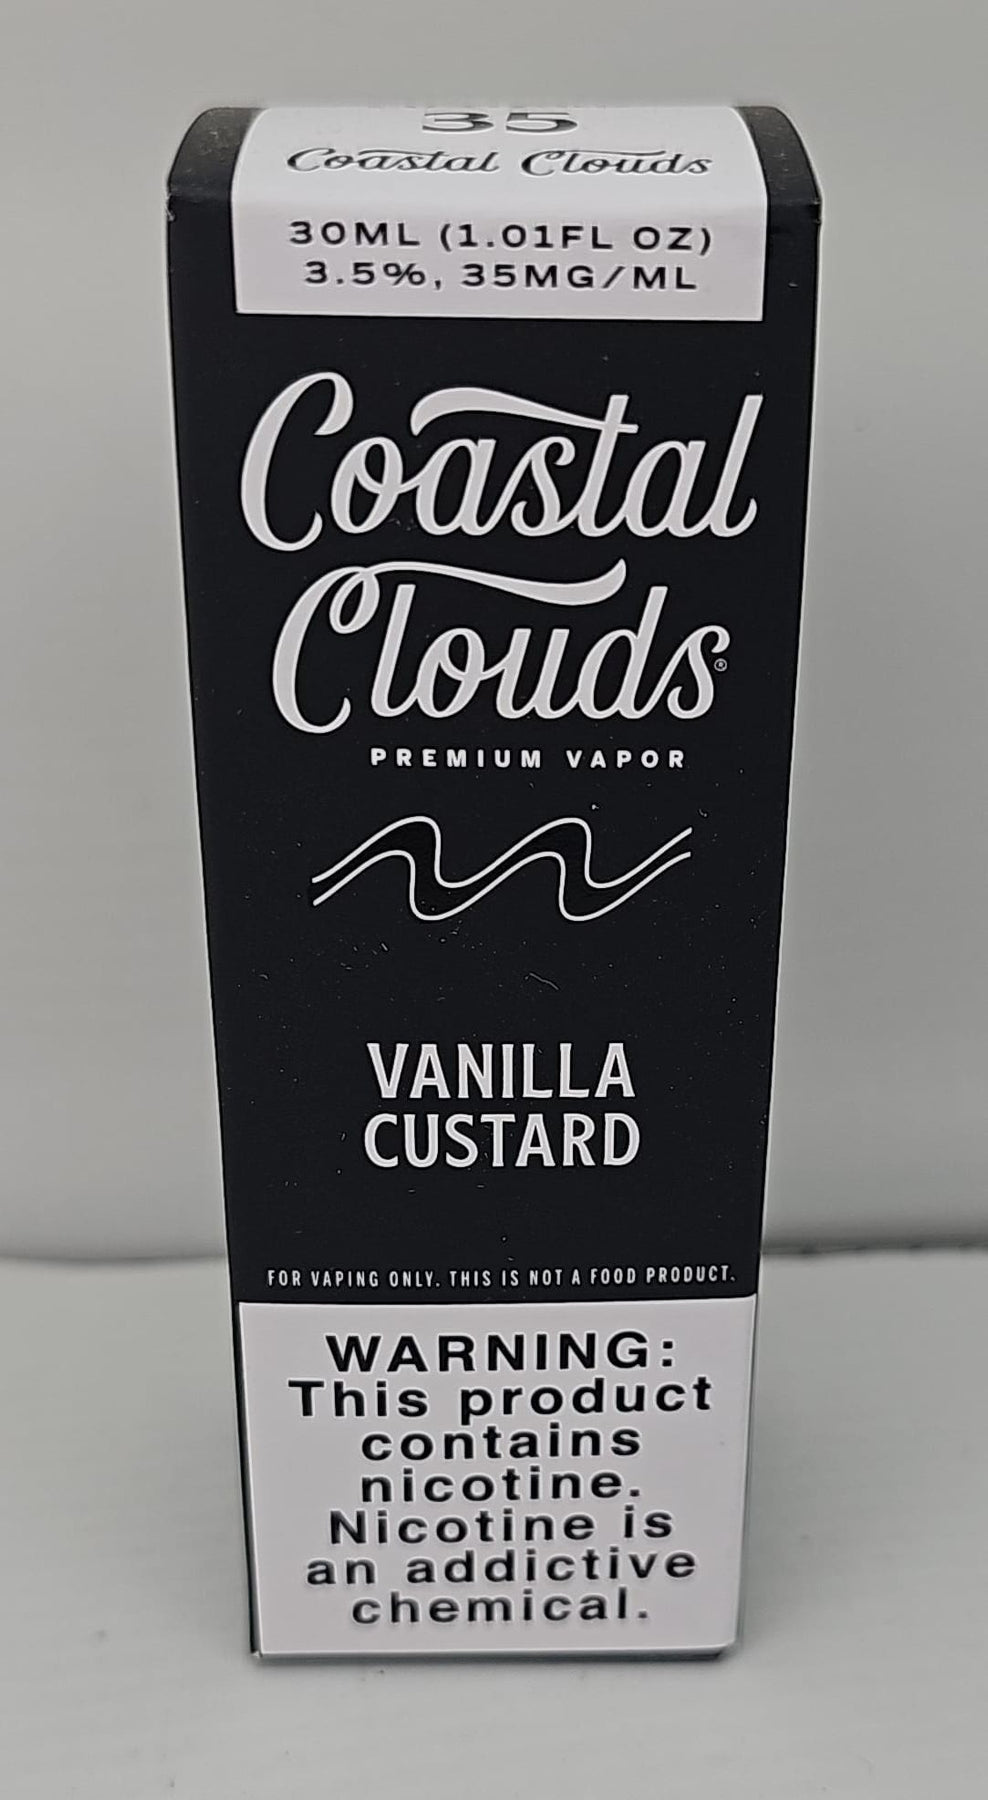 35
Coastal Clouds
30ML (1.01FL OZ)
3.5%, 35MG/ML
Coastal
Clouds®
PREMIUM VAPOR
VANILLA
CUSTARD
FOR VAPING ONLY. THIS IS NOT A FOOD PRODUCT.
WARNING:
This product
contains
nicotine.
Nicotine is
an addictive
chemical.